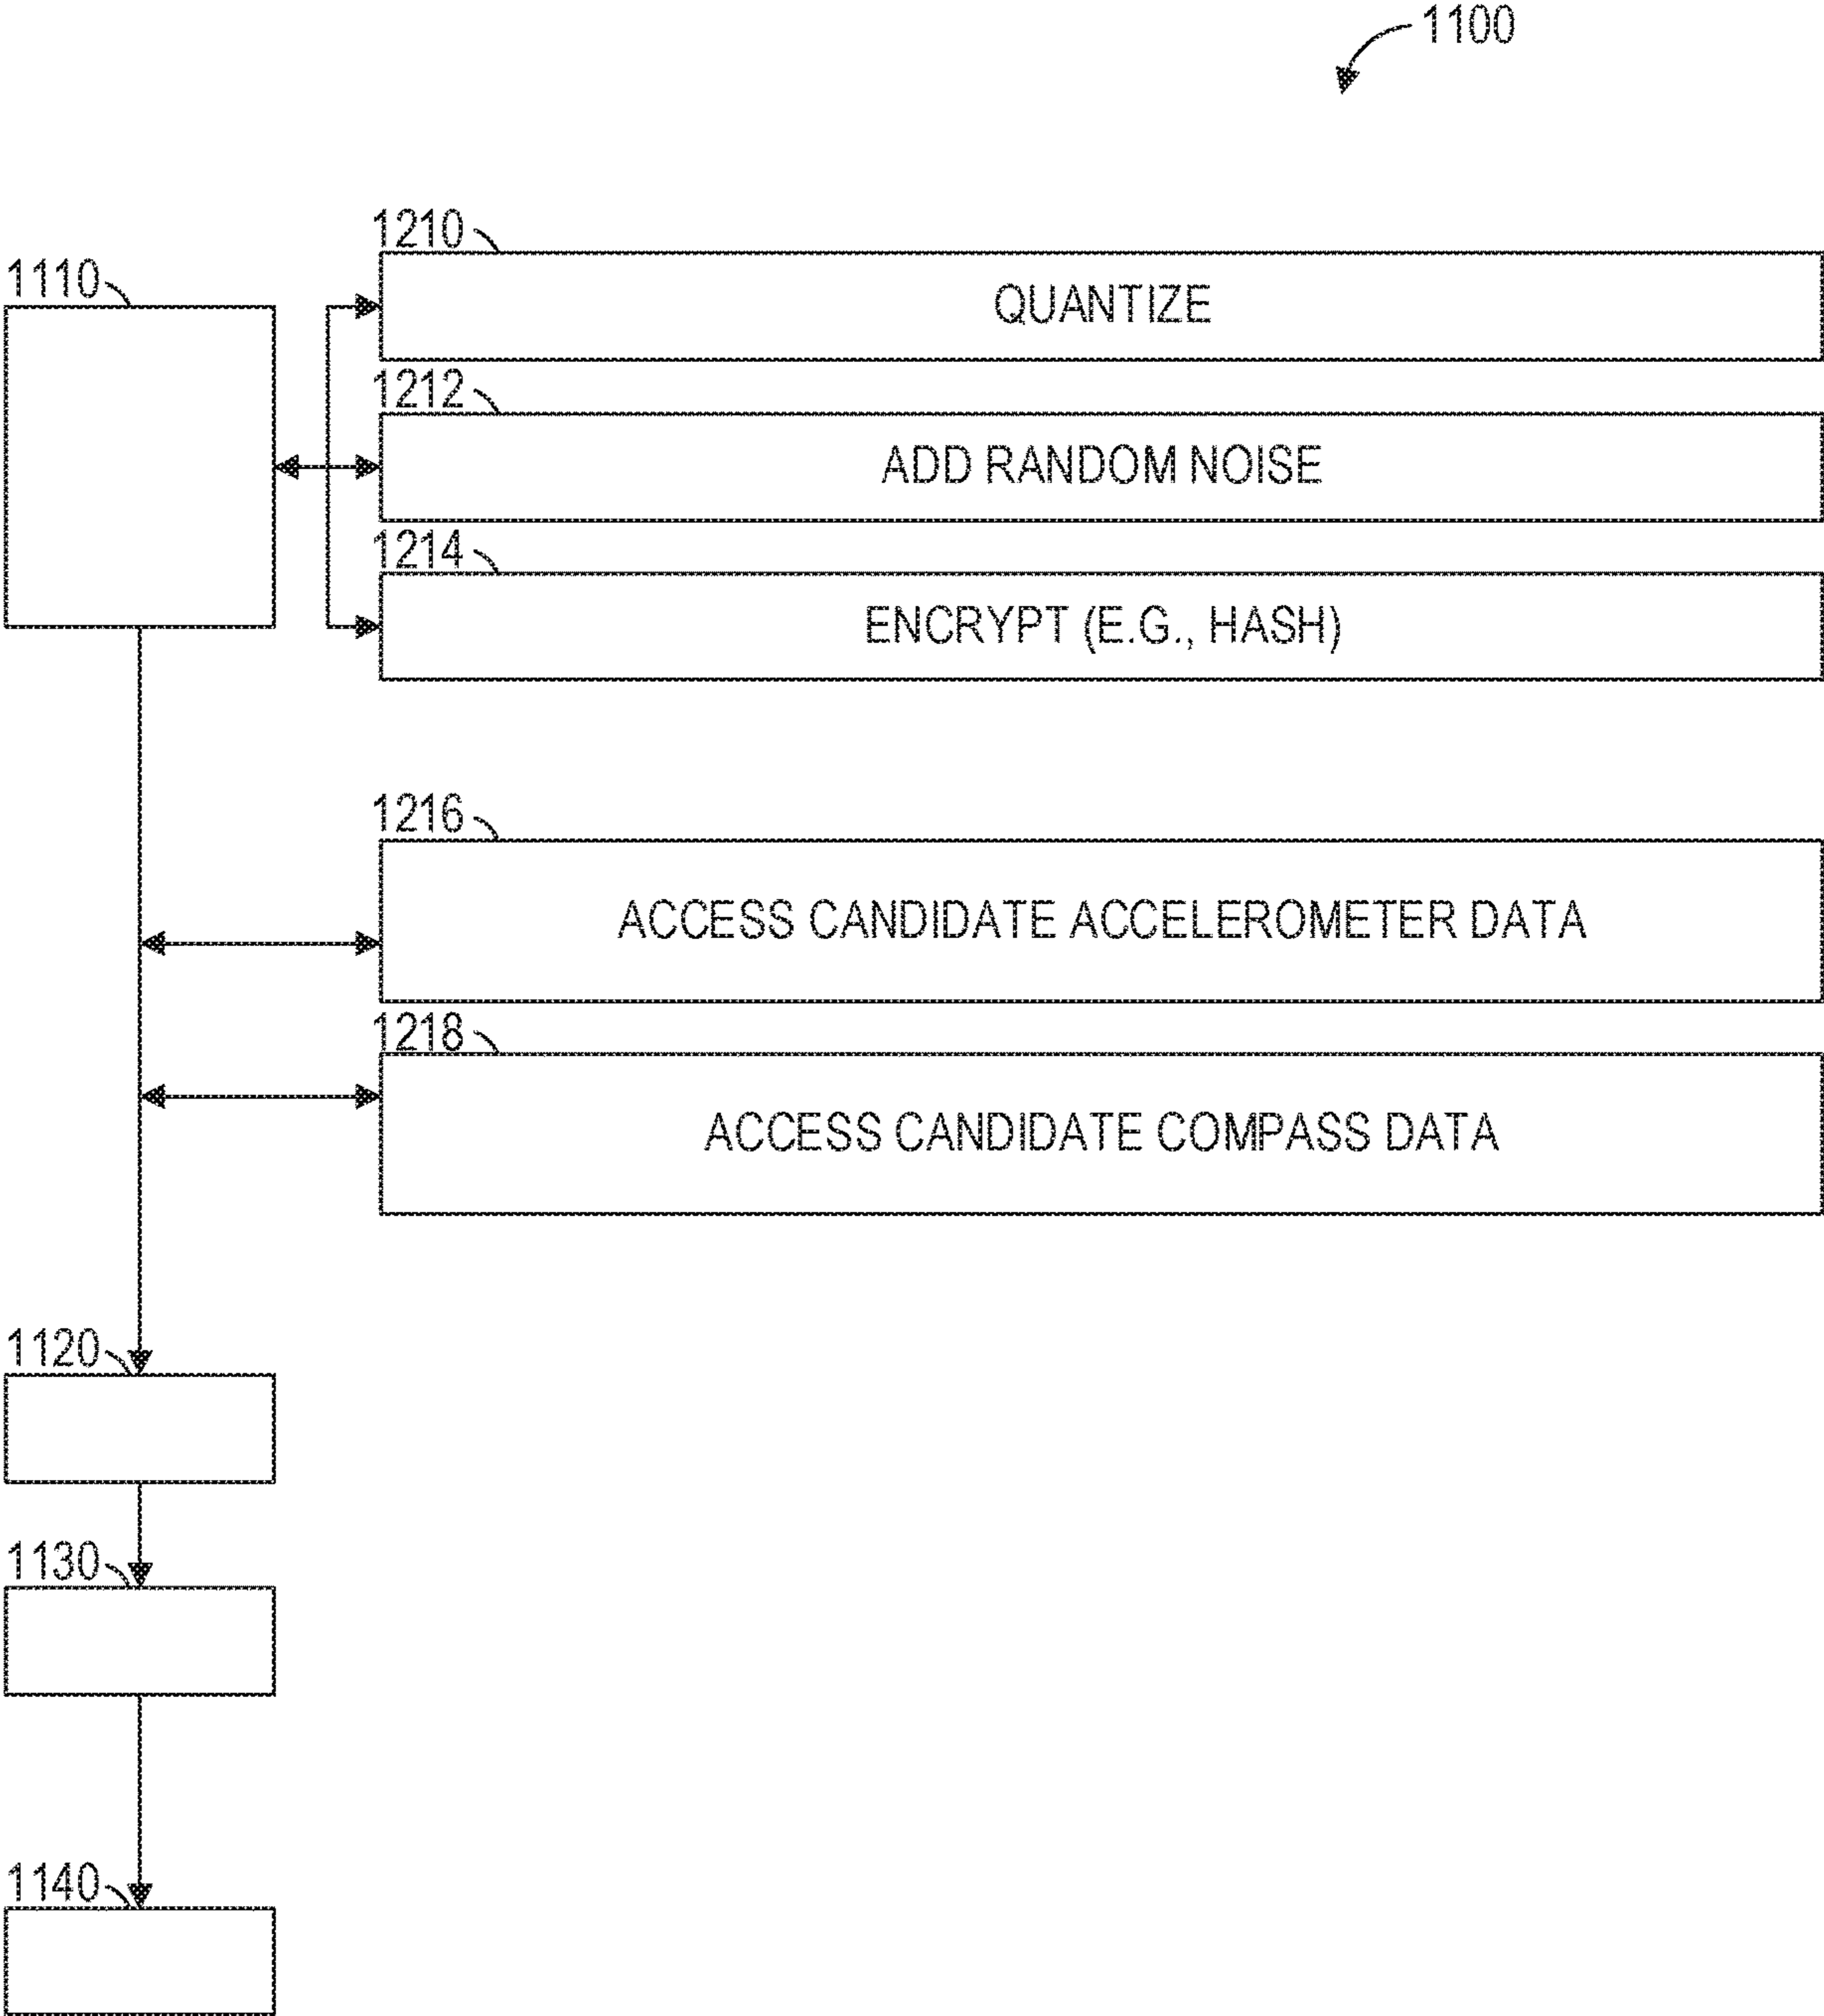 1100
1210
QUANTIZE
1110
1212
ADD RANDOM NOISE
1214
ENCRYPT (E.G., HASH)
1216
ACCESS CANDIDATE ACCELEROMETER DATA
1218
ACCESS CANDIDATE COMPASS DATA
1120
1130
1140